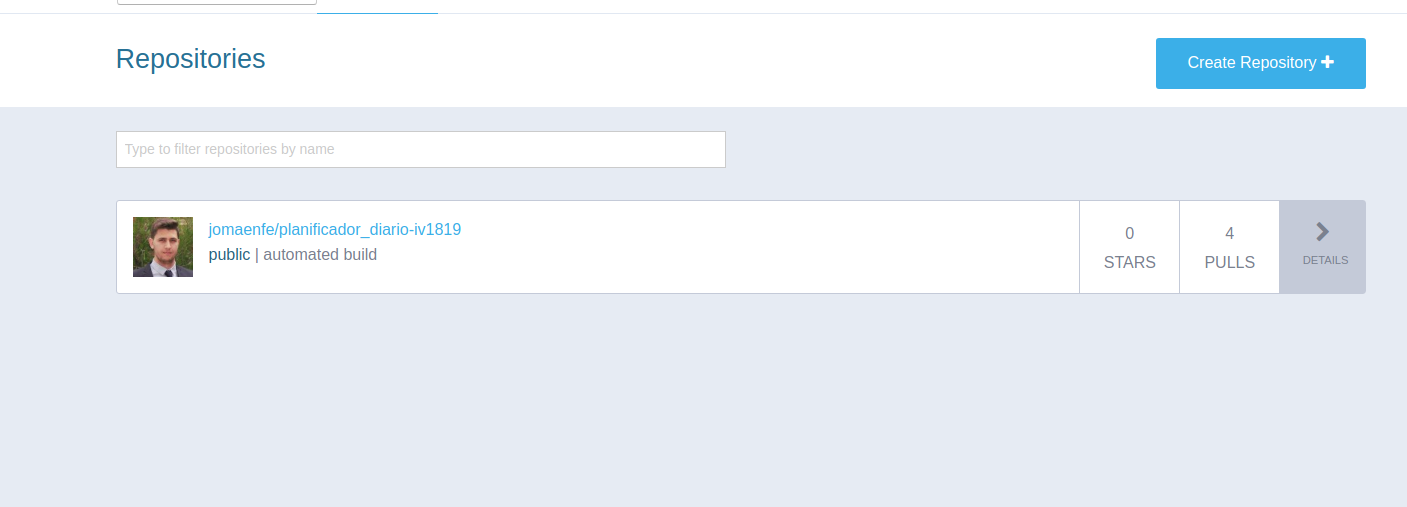 Repositories
Create Repository
Type to filter repositories by name
jomaenfe/planificador_diario-iv1819
public | automated build
0
STARS
4
PULLS
DETAILS